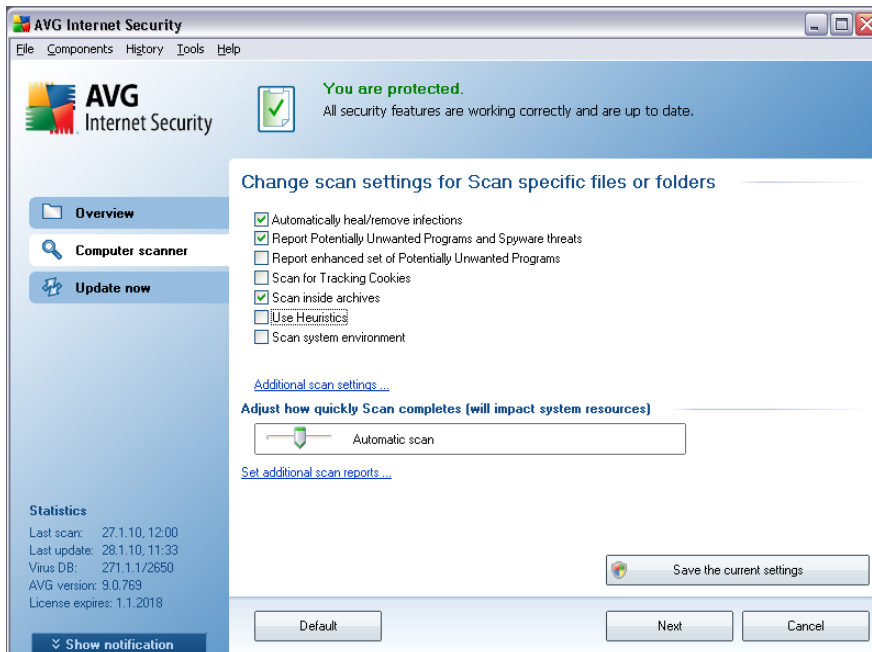 AVG Internet Security
File Components History Tools Help
AVG
Internet Security
You are protected.
All security features are working correctly and are up to date.
Overview
Computer scanner
Update now
Change scan settings for Scan specific files or folders
Automatically heal/remove infections
Report Potentially Unwanted Programs and Spyware threats
Report enhanced set of Potentially Unwanted Programs
Scan for Tracking Cookies
Scan inside archives
Use Heuristics
Scan system environment
Additional scan settings ...
Adjust how quickly Scan completes (will impact system resources)
Automatic scan
Set additional scan reports ...
Statistics
Last scan: 27.1.10, 12:00
Last update: 28.1.10, 11:33
Virus DB: 271.1.1/2650
AVG version: 9.0.769
License expires: 1.1.2018
Show notification
Save the current settings
Default Next Cancel